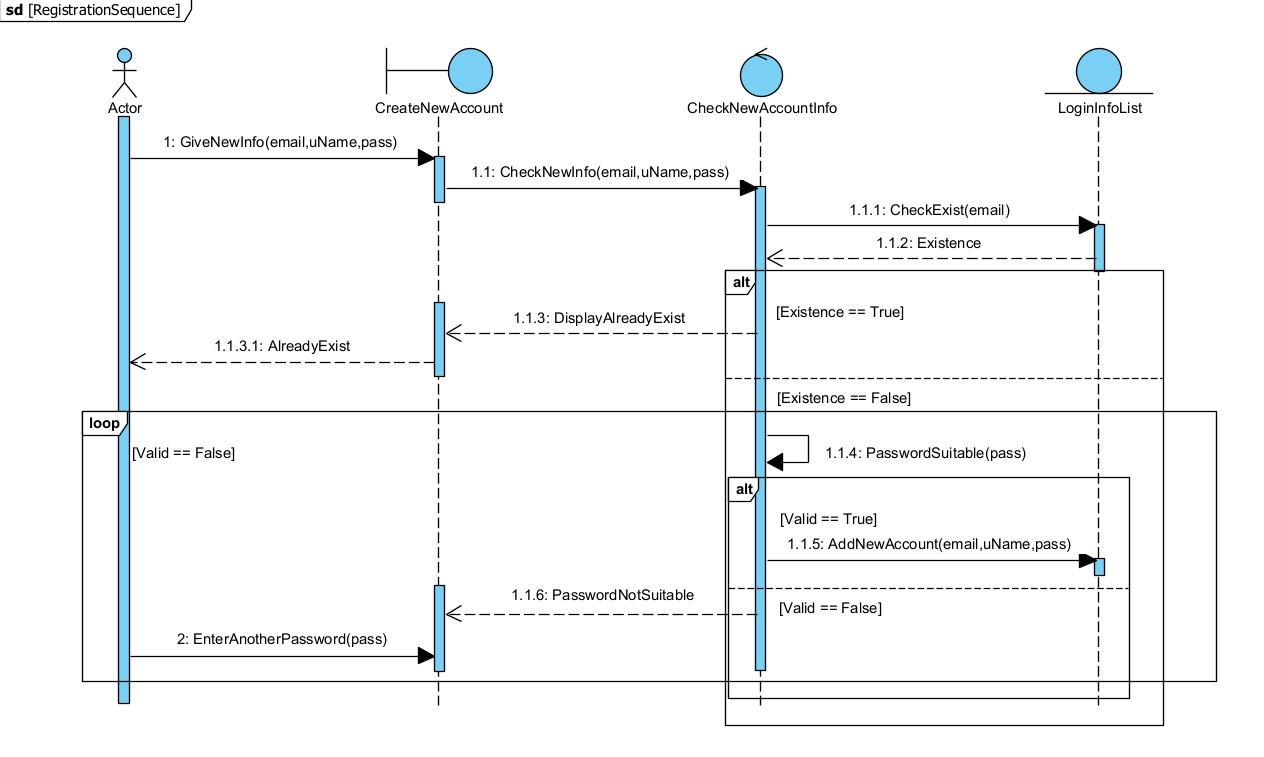 sd [RegistrationSequence]
Actor
CreateNewAccount
CheckNewAccountInfo
LoginInfoList
1: GiveNewInfo(email,uName,pass)
1.1: CheckNewInfo(email,uName,pass)
1.1.1: CheckExist(email)
1.1.2: Existence
alt
[Existence == True]
1.1.3: DisplayAlreadyExist
1.1.3.1: AlreadyExist
[Existence == False]
loop
[Valid == False]
1.1.4: PasswordSuitable(pass)
alt
[Valid == True]
1.1.5: AddNewAccount(email,uName,pass)
1.1.6: PasswordNotSuitable
[Valid == False]
2: EnterAnotherPassword(pass)